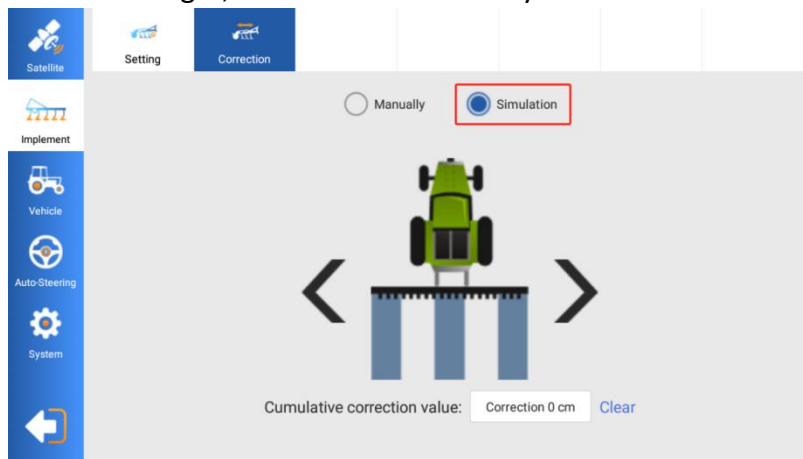 Satellite
Setting
Correction
Manually
Simulation
Implement
Vehicle
Auto-Steering
System
Cumulative correction value: Correction 0 cm Clear